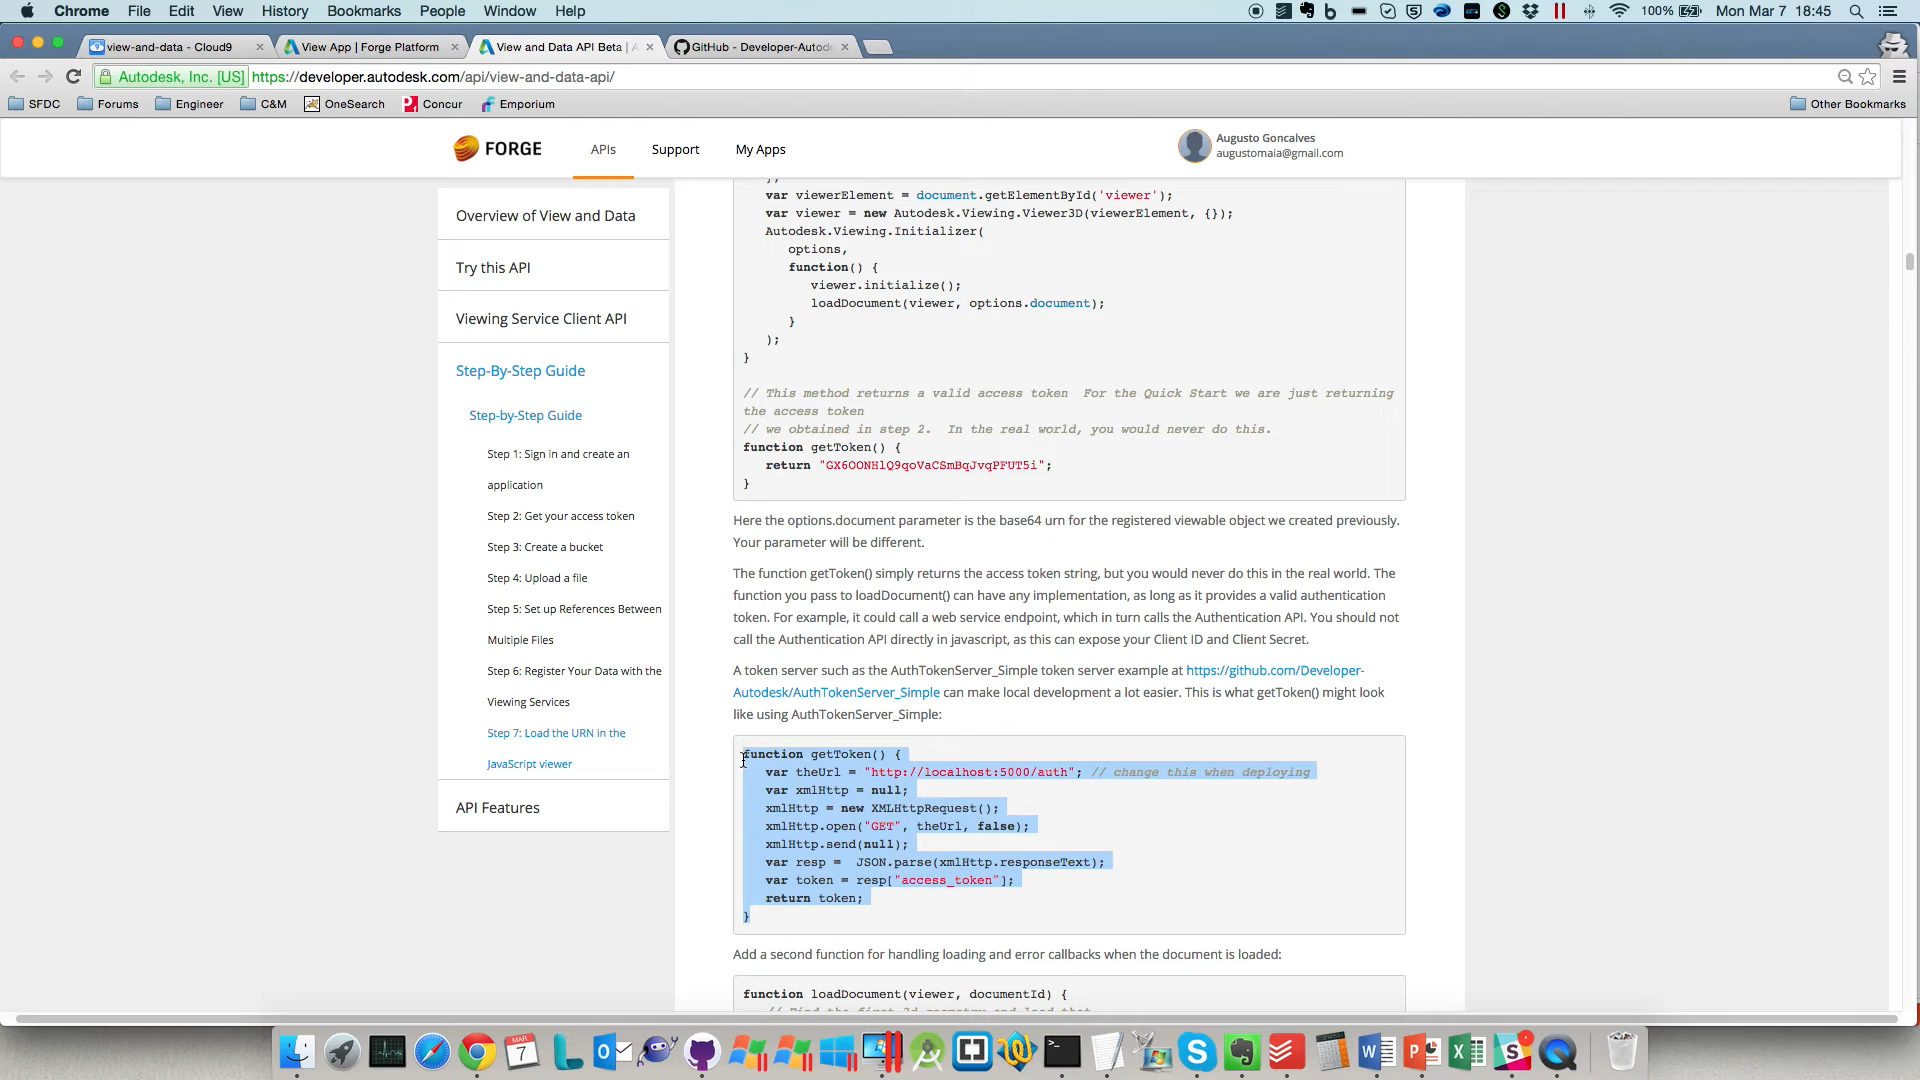 Chrome File Edit View History Bookmarks People Window Help
100% Mon Mar 7 18:45
view-and-data - Cloud9
View App | Forge Platform
View and Data API Beta |
GitHub - Developer-Autod
Autodesk, Inc. [US] https://developer.autodesk.com/api/view-and-data-api/
SFDC Forums Engineer C&M OneSearch Concur Emporium Other Bookmarks
FORGE APIs Support My Apps
Augusto Goncalves
augustomaia@gmail.com
Overview of View and Data
Try this API
Viewing Service Client API
Step-By-Step Guide
Step-by-Step Guide
Step 1: Sign in and create an
application
Step 2: Get your access token
Step 3: Create a bucket
Step 4: Upload a file
Step 5: Set up References Between
Multiple Files
Step 6: Register Your Data with the
Viewing Services
Step 7: Load the URN in the
JavaScript viewer
API Features
};
var viewerElement = document.getElementById('viewer');
var viewer = new Autodesk.Viewing.Viewer3D(viewerElement, {});
Autodesk.Viewing.Initializer(
options,
function() {
viewer.initialize();
loadDocument(viewer, options.document);
}
);
}
// This method returns a valid access token  For the Quick Start we are just returning
the access token
// we obtained in step 2.  In the real world, you would never do this.
function getToken() {
return "GX6OONHlQ9qoVaCSmBqJvqPFUT5i";
}
Here the options.document parameter is the base64 urn for the registered viewable object we created previously.
Your parameter will be different.
The function getToken() simply returns the access token string, but you would never do this in the real world. The
function you pass to loadDocument() can have any implementation, as long as it provides a valid authentication
token. For example, it could call a web service endpoint, which in turn calls the Authentication API. You should not
call the Authentication API directly in javascript, as this can expose your Client ID and Client Secret.
A token server such as the AuthTokenServer_Simple token server example at https://github.com/Developer-
Autodesk/AuthTokenServer_Simple can make local development a lot easier. This is what getToken() might look
like using AuthTokenServer_Simple:
function getToken() {
var theUrl = "http://localhost:5000/auth"; // change this when deploying
var xmlHttp = null;
xmlHttp = new XMLHttpRequest();
xmlHttp.open("GET", theUrl, false);
xmlHttp.send(null);
var resp =  JSON.parse(xmlHttp.responseText);
var token = resp["access_token"];
return token;
}
Add a second function for handling loading and error callbacks when the document is loaded:
function loadDocument(viewer, documentId) {